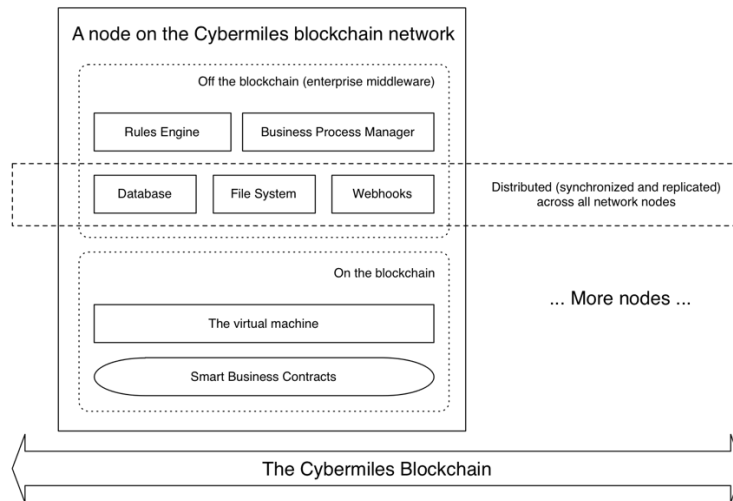 A node on the Cybermiles blockchain network
Off the blockchain (enterprise middleware)
Rules Engine
Business Process Manager
Database
File System
Webhooks
Distributed (synchronized and replicated)
across all network nodes
On the blockchain
... More nodes ...
The virtual machine
Smart Business Contracts
The Cybermiles Blockchain